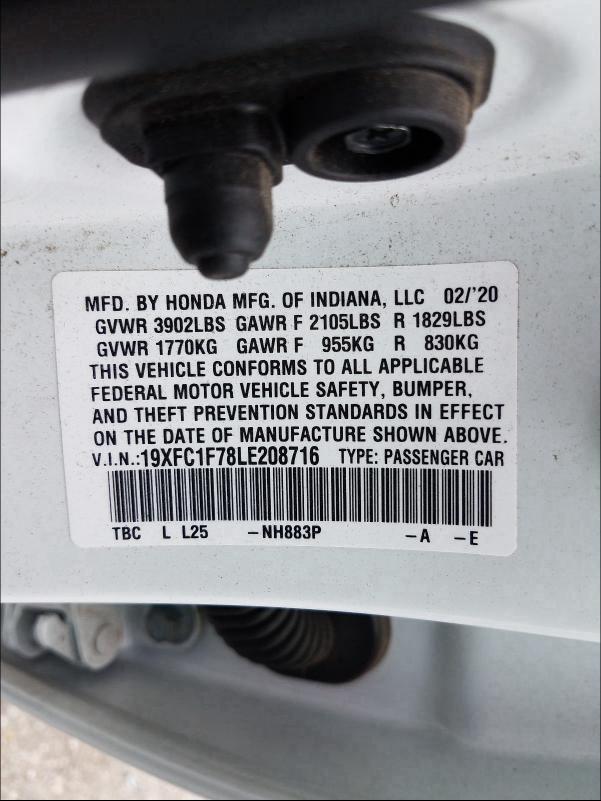 MFD. BY HONDA MFG. OF INDIANA, LLC 02/'20
GVWR 3902LBS GAWR F 2105LBS R 1829LBS
GVWR 1770KG GAWR F 955KG R 830KG
THIS VEHICLE CONFORMS TO ALL APPLICABLE
FEDERAL MOTOR VEHICLE SAFETY, BUMPER,
AND THEFT PREVENTION STANDARDS IN EFFECT
ON THE DATE OF MANUFACTURE SHOWN ABOVE.
V.I.N.:19XFC1F78LE208716 TYPE: PASSENGER CAR
TBC L L25 -NH883P -A -E